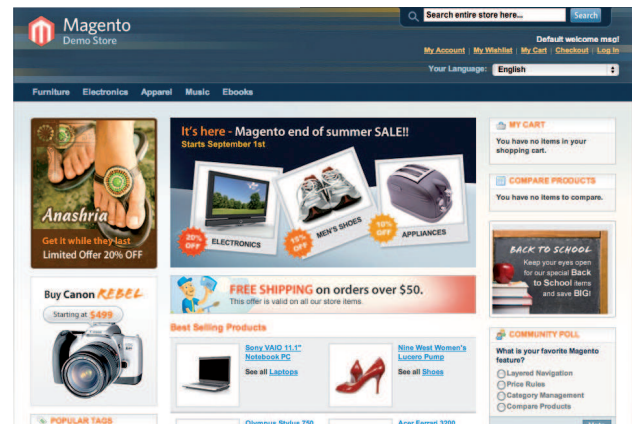 Magento
Demo Store
Search entire store here...
Search
Default welcome msg!
My Account | My Wishlist | My Cart | Checkout | Log In
Your Language: English
Furniture Electronics Apparel Music Ebooks
Anashria
Get it while they last
Limited Offer 20% OFF
It's here - Magento end of summer SALE!!
Starts September 1st
20% OFF
ELECTRONICS
15% OFF
MEN'S SHOES
10% OFF
APPLIANCES
MY CART
You have no items in your
shopping cart.
COMPARE PRODUCTS
You have no items to compare.
BACK TO SCHOOL
Keep your eyes open
for our special Back
to School items
and save BIG!
Buy Canon REBEL
Starting at $499
FREE SHIPPING on orders over $50.
This offer is valid on all our store items.
Best Selling Products
Sony VAIO 11.1"
Notebook PC
See all Laptops
Nine West Women's
Lucero Pump
See all Shoes
COMMUNITY POLL
What is your favorite Magento
feature?
Layered Navigation
Price Rules
Category Management
Compare Products
POPULAR TAGS
Olympus Stylus 750
Acer Ferrari 3200